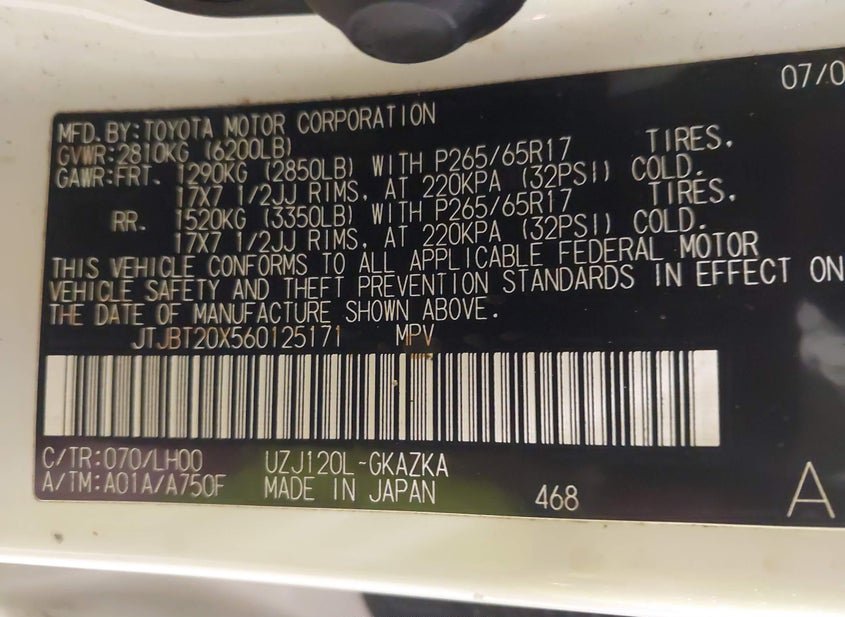 07/0
MFD. BY: TOYOTA MOTOR CORPORATION
GVWR: 2810KG (6200LB)
GAWR: FRT. 1290KG (2850LB) WITH P265/65R17 TIRES,
17X7 1/2JJ RIMS, AT 220KPA (32PSI) COLD.
RR. 1520KG (3350LB) WITH P265/65R17 TIRES,
17X7 1/2JJ RIMS, AT 220KPA (32PSI) COLD.
THIS VEHICLE CONFORMS TO ALL APPLICABLE FEDERAL MOTOR
VEHICLE SAFETY AND THEFT PREVENTION STANDARDS IN EFFECT ON
THE DATE OF MANUFACTURE SHOWN ABOVE.
JTJBT20X560125171 MPV
C/TR: 070/LH00 UZJ120L-GKAZKA
A/TM: A01A/A750F MADE IN JAPAN 468 A